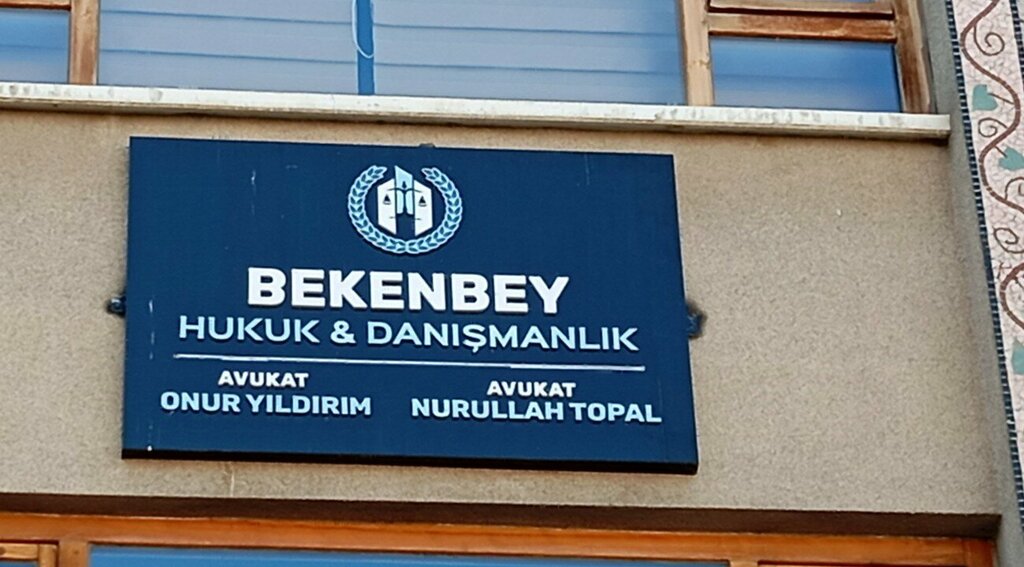 BEKENBEY
HUKUK & DANIŞMANLIK
AVUKAT
ONUR YILDIRIM
AVUKAT
NURULLAH TOPAL